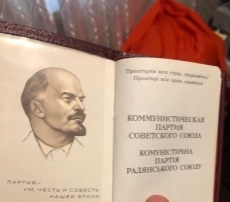 ПАРТИЯ –
УМ, ЧЕСТЬ И СОВЕСТЬ
НАШЕЙ ЭПОХИ
Пролетарии всех стран, соединяйтесь!
Пролетарі всіх країн, єднайтеся!
КОММУНИСТИЧЕСКАЯ
ПАРТИЯ
СОВЕТСКОГО СОЮЗА
КОМУНІСТИЧНА
ПАРТІЯ
РАДЯНСЬКОГО СОЮЗУ